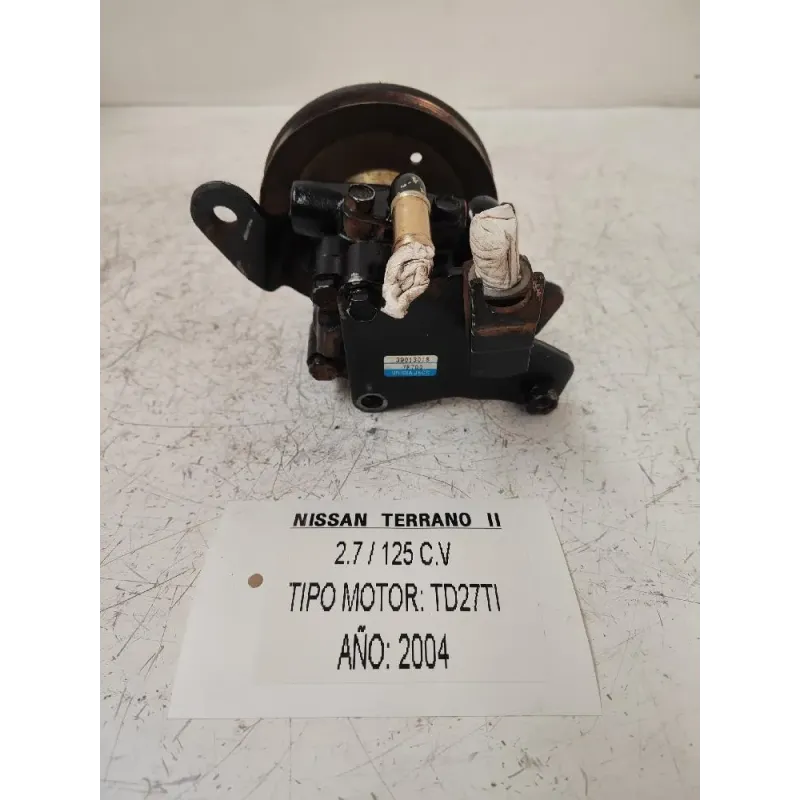 NISSAN TERRANO II
2.7 / 125 C.V
TIPO MOTOR: TD27TI
AÑO: 2004